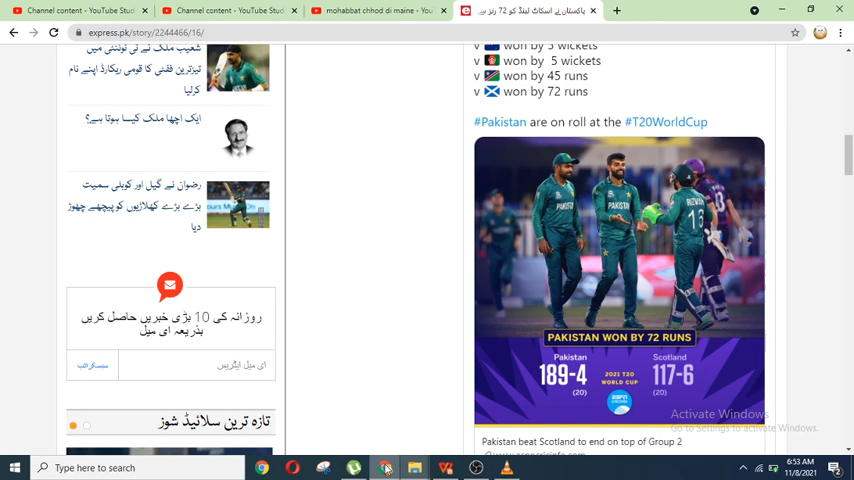 Channel content - YouTube Stud
Channel content - YouTube Stud
mohabbat chhod di maine - You
پاکستان نے اسکاٹ لینڈ کو 72 رنز سے
express.pk/story/2244466/16/
شعیب ملک نے ٹی ٹوئنٹی میں
تیزترین ففٹی کا قومی ریکارڈ اپنے نام
کرلیا
ایک اچھا ملک کیسا ہوتا ہے؟
رضوان نے گیل اور کوہلی سمیت
بڑے بڑے کھلاڑیوں کو پیچھے چھوڑ
دیا
روزانہ کی 10 بڑی خبریں حاصل کریں
بذریعہ ای میل
ای میل ایڈریس
سبسکرائب
تازہ ترین سلائیڈ شوز
v won by 5 wickets
v won by 45 runs
v won by 72 runs
#Pakistan are on roll at the #T20WorldCup
PAKISTAN
PAKISTAN
RIZWAN
PAKISTAN WON BY 72 RUNS
Pakistan
189-4
(20)
2021 T20
WORLD CUP
Scotland
117-6
(20)
Pakistan beat Scotland to end on top of Group 2
Activate Windows
Go to Settings to activate Windows.
Type here to search
6:53 AM
11/8/2021
2